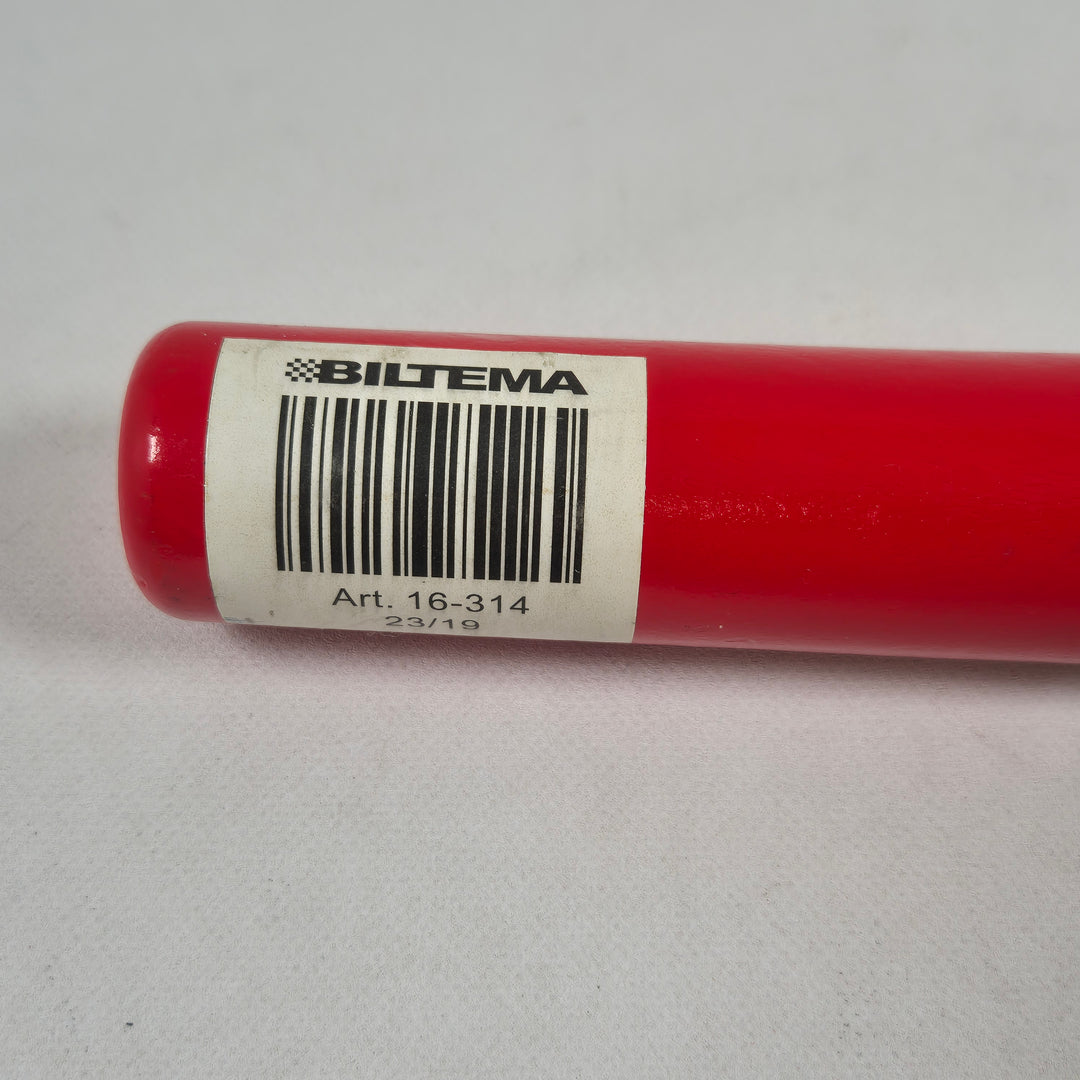 BILTEMA
Art. 16-314
23/19